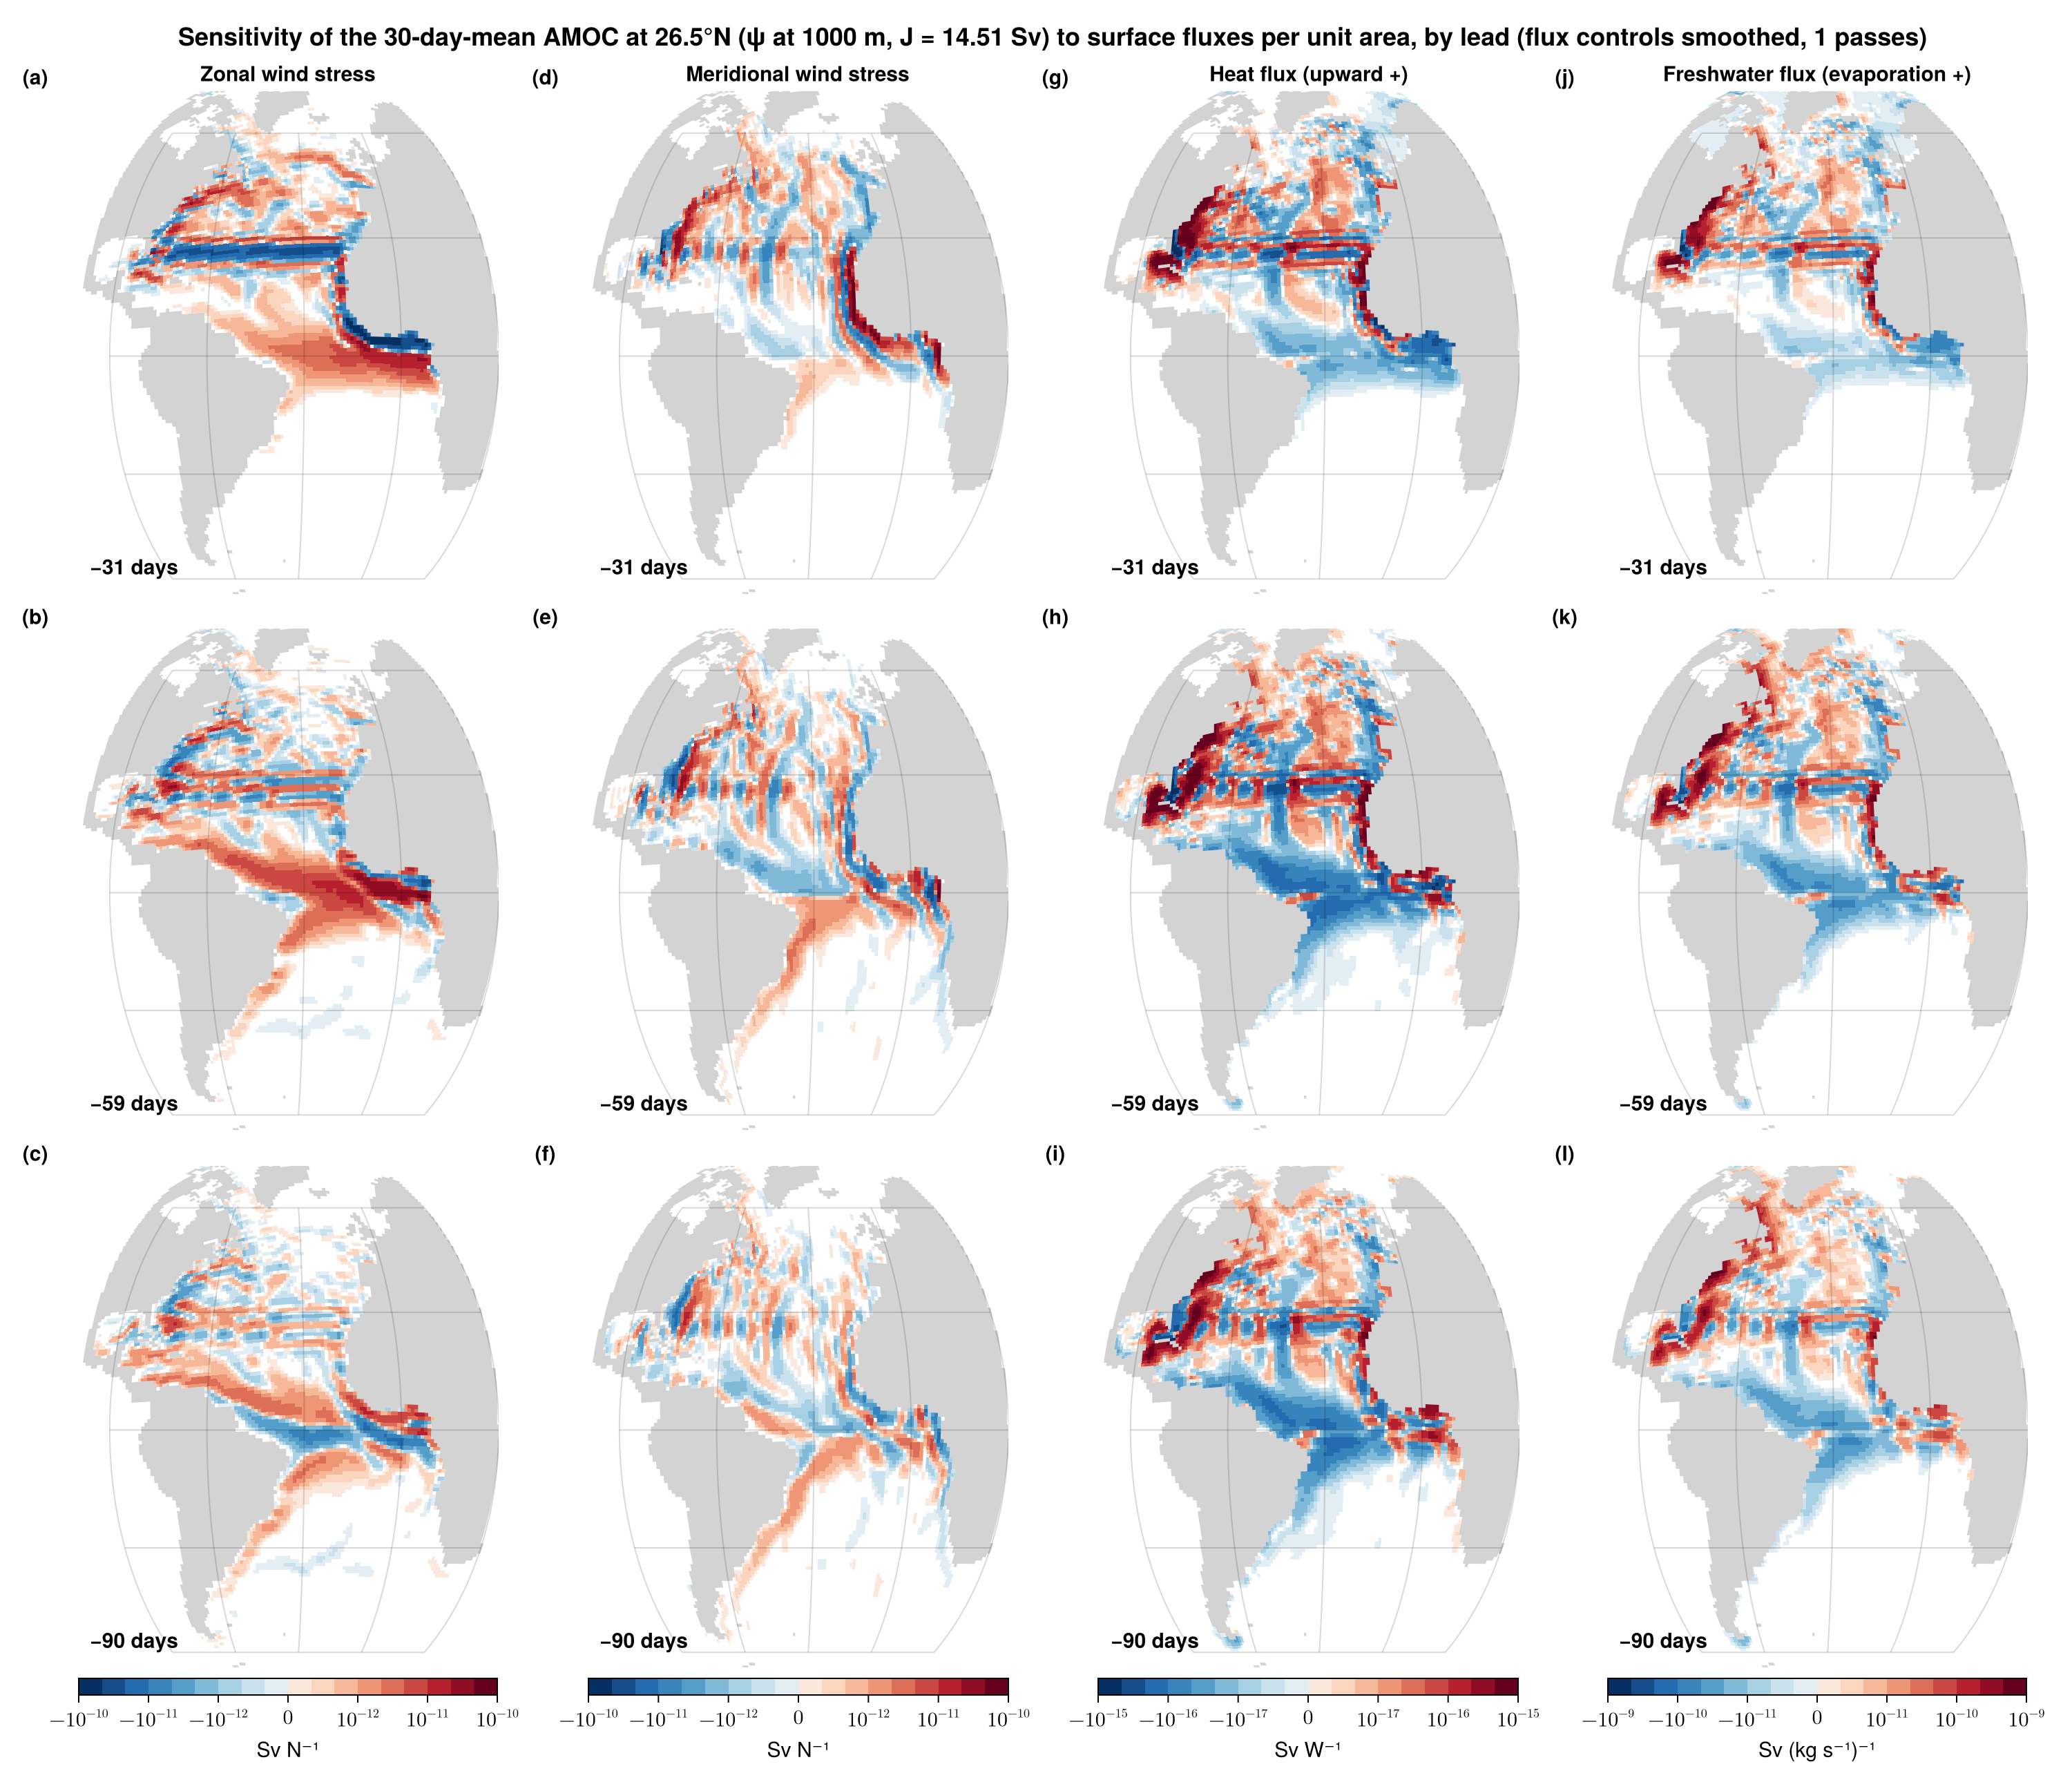 Sensitivity of the 30-day-mean AMOC at 26.5°N (ψ at 1000 m, J = 14.51 Sv) to surface fluxes per unit area, by lead (flux controls smoothed, 1 passes)
(a) Zonal wind stress (d) Meridional wind stress (g) Heat flux (upward +) (j) Freshwater flux (evaporation +)
−31 days −31 days −31 days −31 days
(b) (e) (h) (k)
−59 days −59 days −59 days −59 days
(c) (f) (i) (l)
−90 days −90 days −90 days −90 days
−10⁻¹⁰ −10⁻¹¹ −10⁻¹² 0 10⁻¹² 10⁻¹¹ 10⁻¹⁰ −10⁻¹⁰ −10⁻¹¹ −10⁻¹² 0 10⁻¹² 10⁻¹¹ 10⁻¹⁰ −10⁻¹⁵ −10⁻¹⁶ −10⁻¹⁷ 0 10⁻¹⁷ 10⁻¹⁶ 10⁻¹⁵ −10⁻⁹ −10⁻¹⁰ −10⁻¹¹ 0 10⁻¹¹ 10⁻¹⁰ 10⁻⁹
Sv N⁻¹ Sv N⁻¹ Sv W⁻¹ Sv (kg s⁻¹)⁻¹